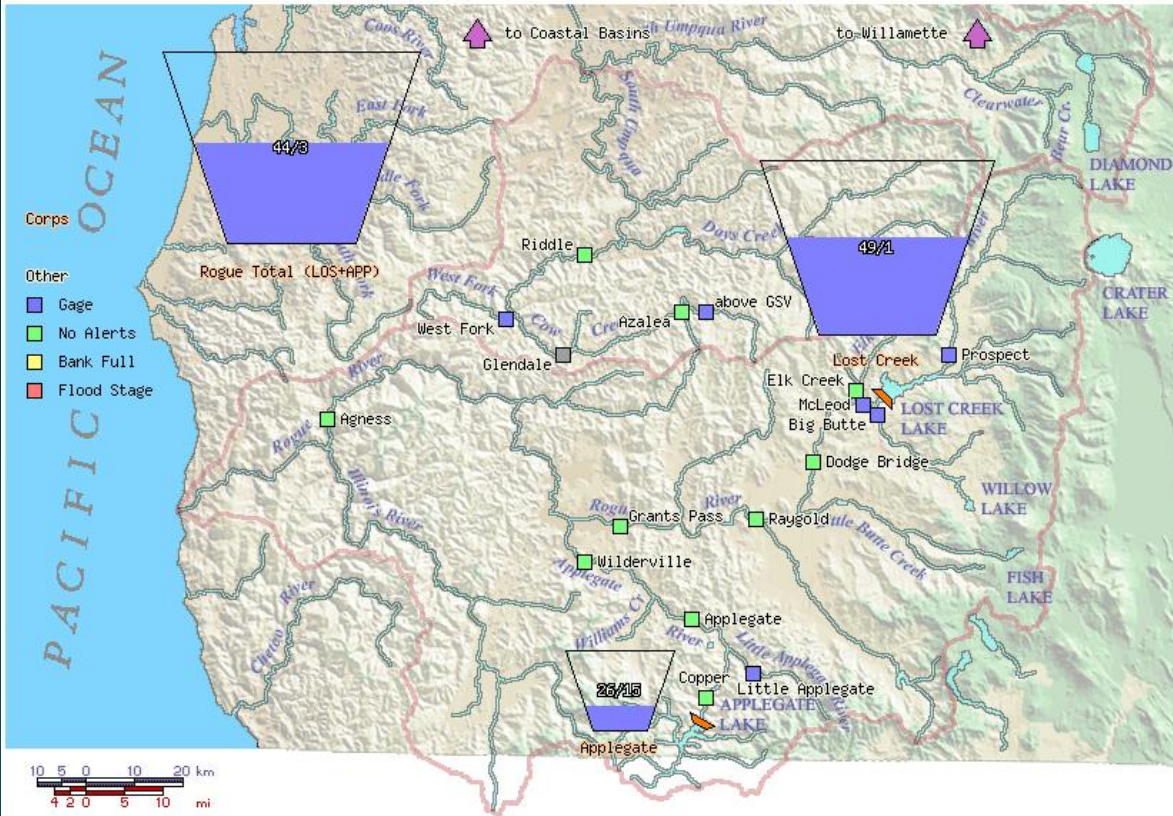 Coos River
to Coastal Basins
Umpqua River
to Willamette
PACIFIC OCEAN
East Fork
44/3
Fork
Rogue Total (LOS+APP)
South Umpqua
Clearwater
Bear Cr.
DIAMOND
LAKE
49/1
Corps
Other
Gage
No Alerts
Bank Full
Flood Stage
Riddle
Days Creek
River
CRATER
LAKE
West Fork
West Fork
Cow
Azalea
above GSV
Glendale
Lost Creek
Prospect
Elk Creek
McLeod
Big Butte
LOST CREEK
LAKE
Rogue
River
Agness
Illinois River
Dodge Bridge
WILLOW
LAKE
River
Grants Pass
Raygold
Little Butte Creek
FISH
LAKE
Wilderville
Applegate
Williams Cr
Applegate
River
Chetco River
26/15
Applegate
Copper
Little Applegate River
Little Applegate
APPLEGATE
LAKE
10 5 0 10 20 km
4 2 0 5 10 mi